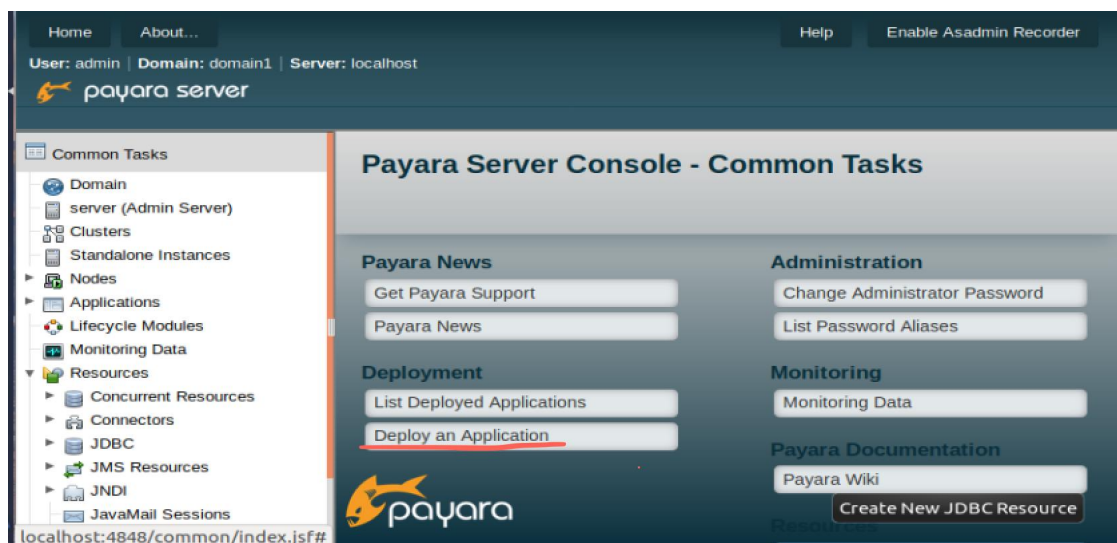 Home About... Help Enable Asadmin Recorder
User: admin | Domain: domain1 | Server: localhost
payara server
Common Tasks
Domain
server (Admin Server)
Clusters
Standalone Instances
Nodes
Applications
Lifecycle Modules
Monitoring Data
Resources
Concurrent Resources
Connectors
JDBC
JMS Resources
JNDI
JavaMail Sessions
localhost:4848/common/index.jsf#
Payara Server Console - Common Tasks
Payara News
Get Payara Support
Payara News
Deployment
List Deployed Applications
Deploy an Application
payara
Administration
Change Administrator Password
List Password Aliases
Monitoring
Monitoring Data
Payara Documentation
Payara Wiki
Create New JDBC Resource
Resources